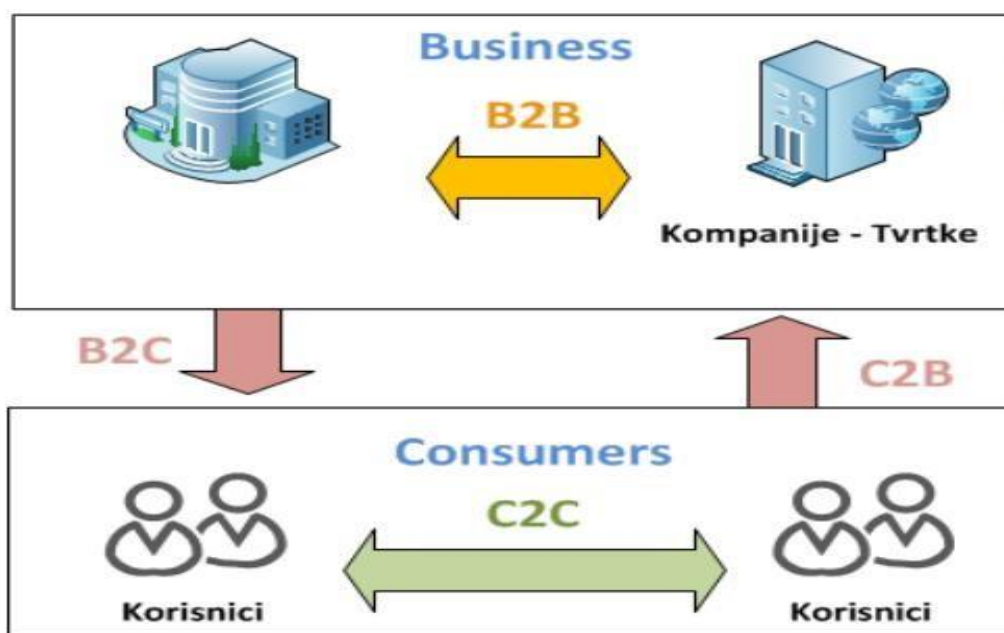 Business
B2B
Kompanije - Tvrtke
B2C
C2B
Consumers
C2C
Korisnici
Korisnici